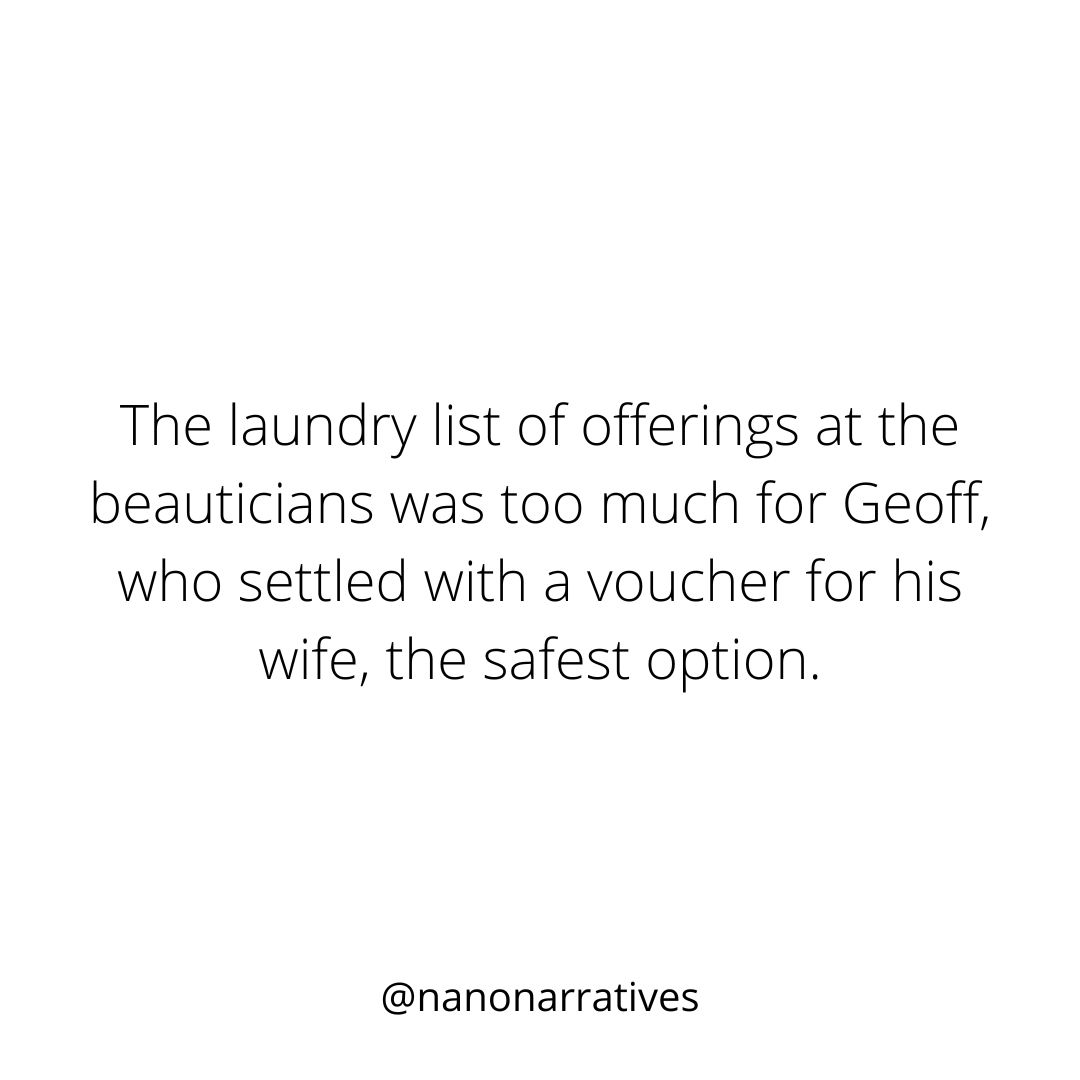 The laundry list of offerings at the
beauticians was too much for Geoff,
who settled with a voucher for his
wife, the safest option.
@nanonarratives